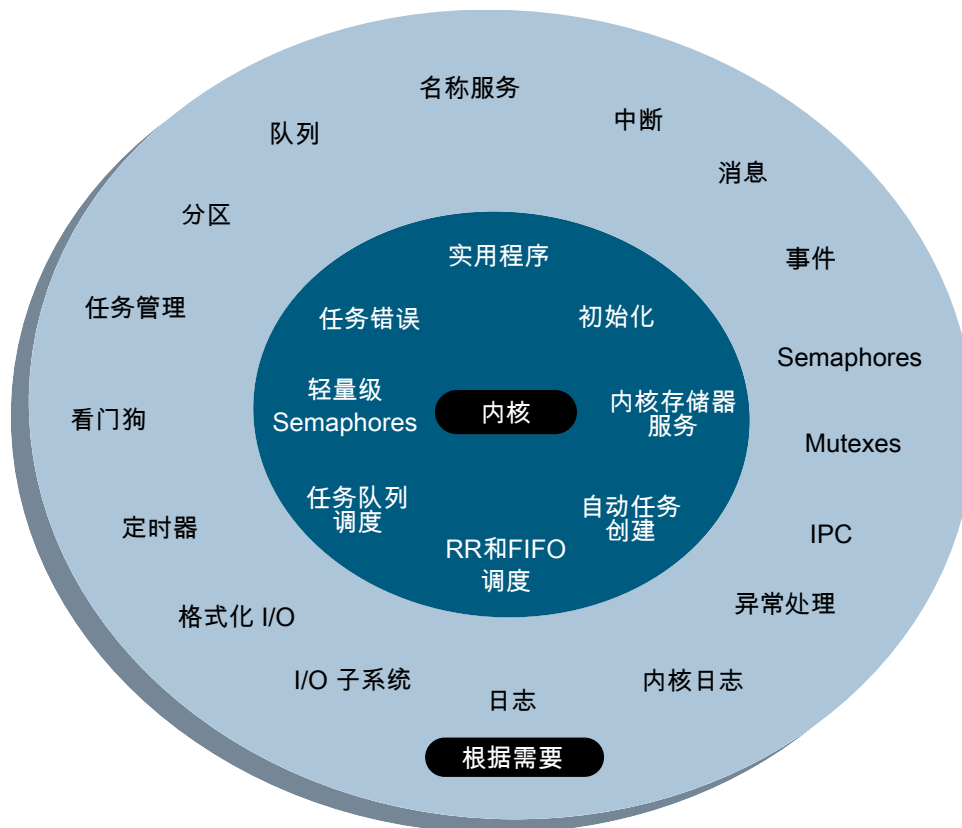 名称服务
队列
中断
消息
分区
事件
任务管理
Semaphores
看门狗
Mutexes
定时器
IPC
异常处理
格式化 I/O
I/O 子系统
内核日志
日志
根据需要
实用程序
任务错误
初始化
轻量级
Semaphores
内核
内核存储器
服务
任务队列
调度
自动任务
创建
RR和FIFO
调度